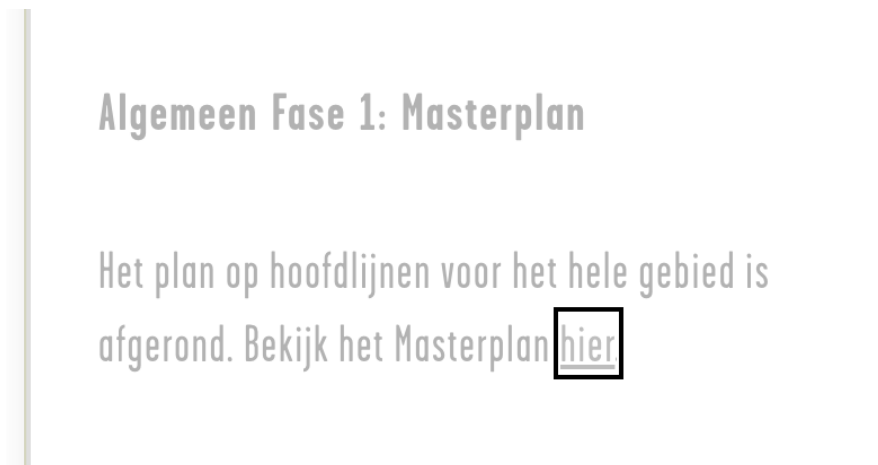 Algemeen Fase 1: Masterplan
Het plan op hoofdlijnen voor het hele gebied is
afgerond. Bekijk het Masterplan hier.